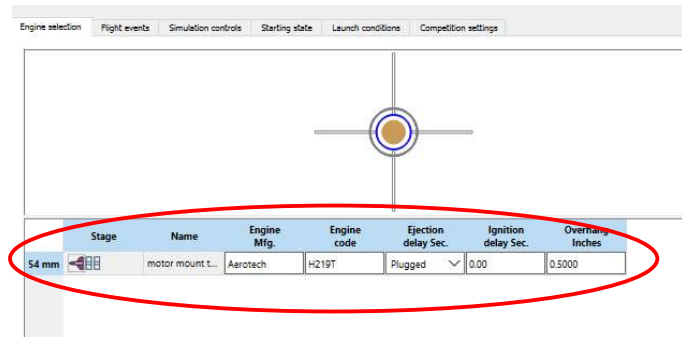 Engine selection Flight events Simulation controls Starting state Launch conditions Competition settings
Stage Name Engine Mfg. Engine code Ejection delay Sec. Ignition delay Sec. Overhang Inches
54 mm motor mount t... Aerotech H219T Plugged 0.00 0.5000